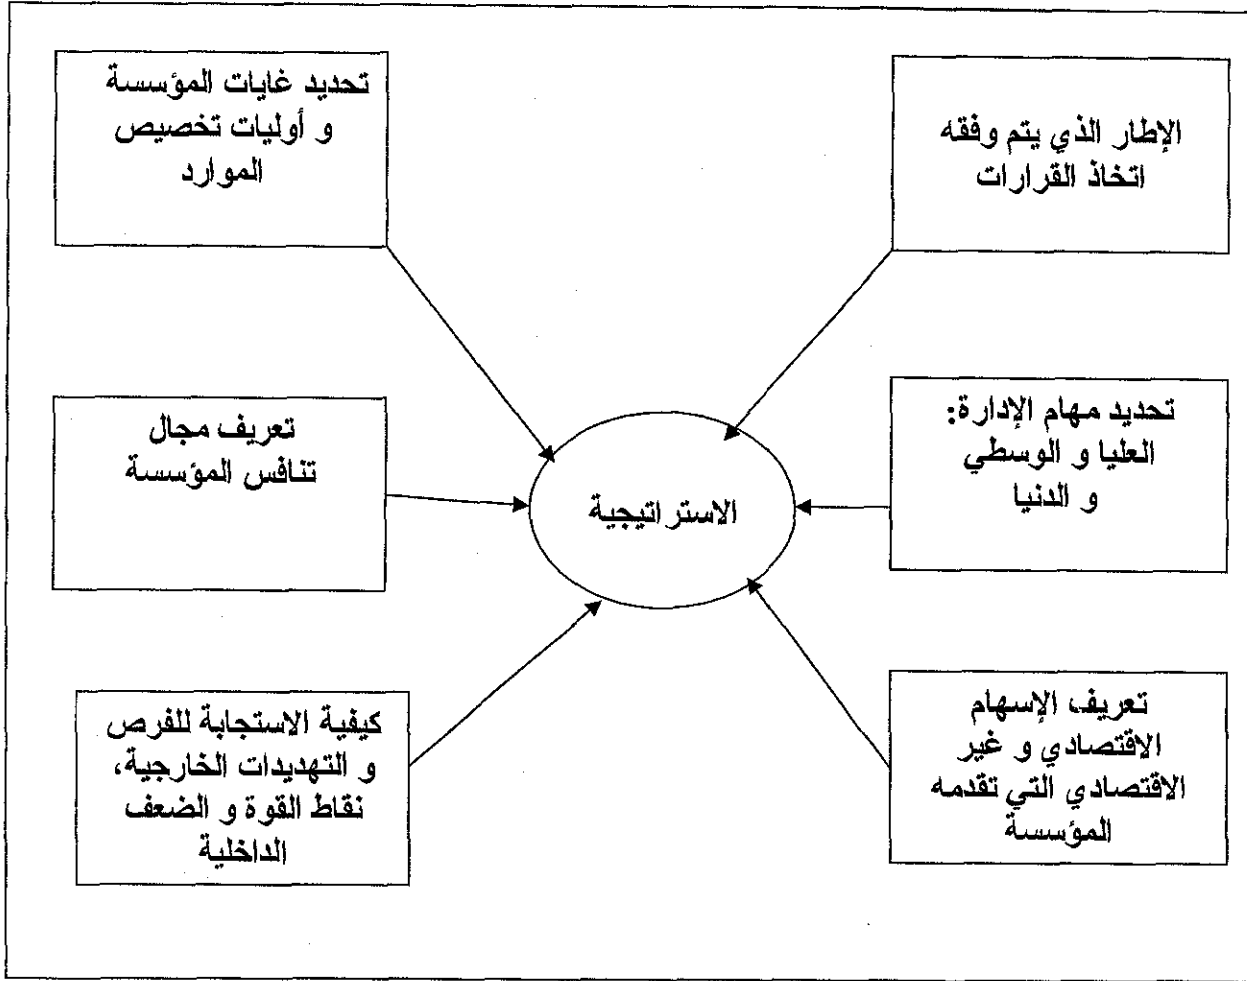 الإطار الذي يتم وفقه
اتخاذ القرارات
تحديد غايات المؤسسة
و أوليات تخصيص
الموارد
تحديد مهام الإدارة:
العليا و الوسطي
و الدنيا
الاستراتيجية
تعريف مجال
تنافس المؤسسة
تعريف الإسهام
الاقتصادي و غير
الاقتصادي التي تقدمه
المؤسسة
كيفية الاستجابة للفرص
و التهديدات الخارجية،
نقاط القوة و الضعف
الداخلية